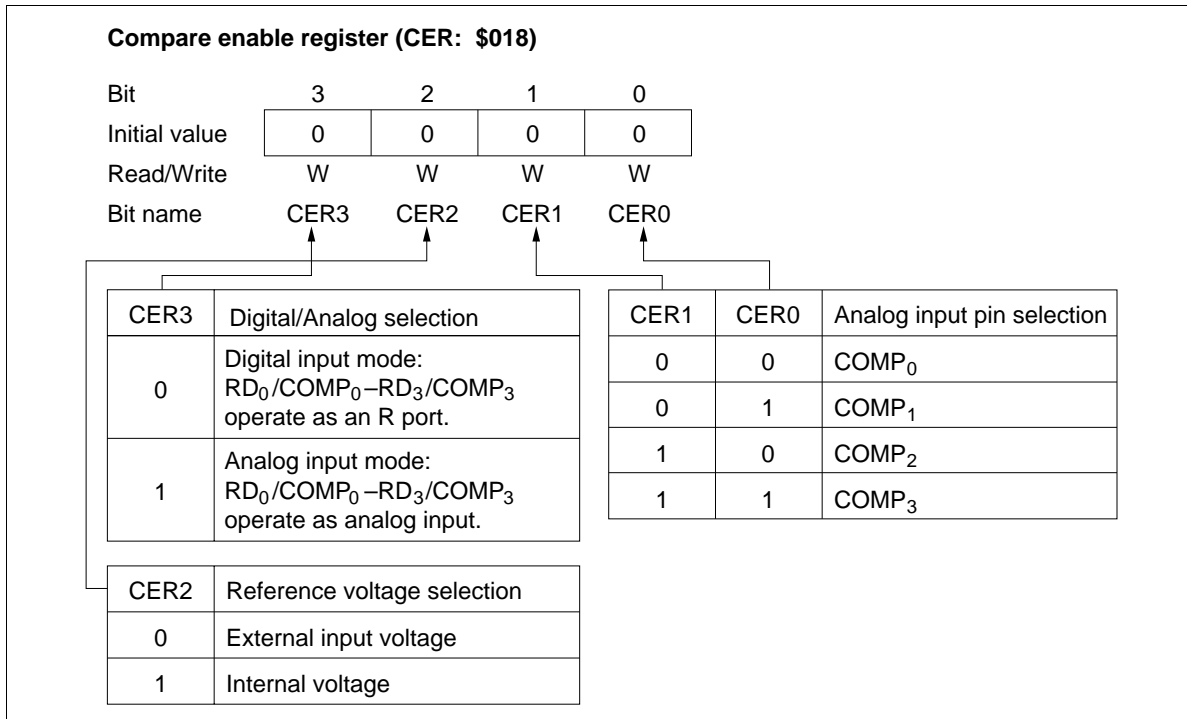 Compare enable register (CER: $018)
Bit 3 2 1 0
Initial value 0 0 0 0
Read/Write W W W W
Bit name CER3 CER2 CER1 CER0
CER3 Digital/Analog selection
0 Digital input mode:
RD0/COMP0–RD3/COMP3
operate as an R port.
1 Analog input mode:
RD0/COMP0–RD3/COMP3
operate as analog input.
CER1 CER0 Analog input pin selection
0 0 COMP0
0 1 COMP1
1 0 COMP2
1 1 COMP3
CER2 Reference voltage selection
0 External input voltage
1 Internal voltage